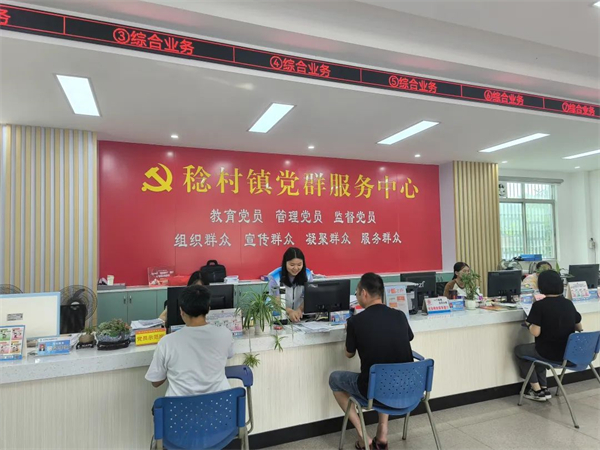 ③综合业务
④综合业务
⑤综合业务
⑥综合业务
⑦综合业务
稔村镇党群服务中心
教育党员 管理党员 监督党员
组织群众 宣传群众 凝聚群众 服务群众